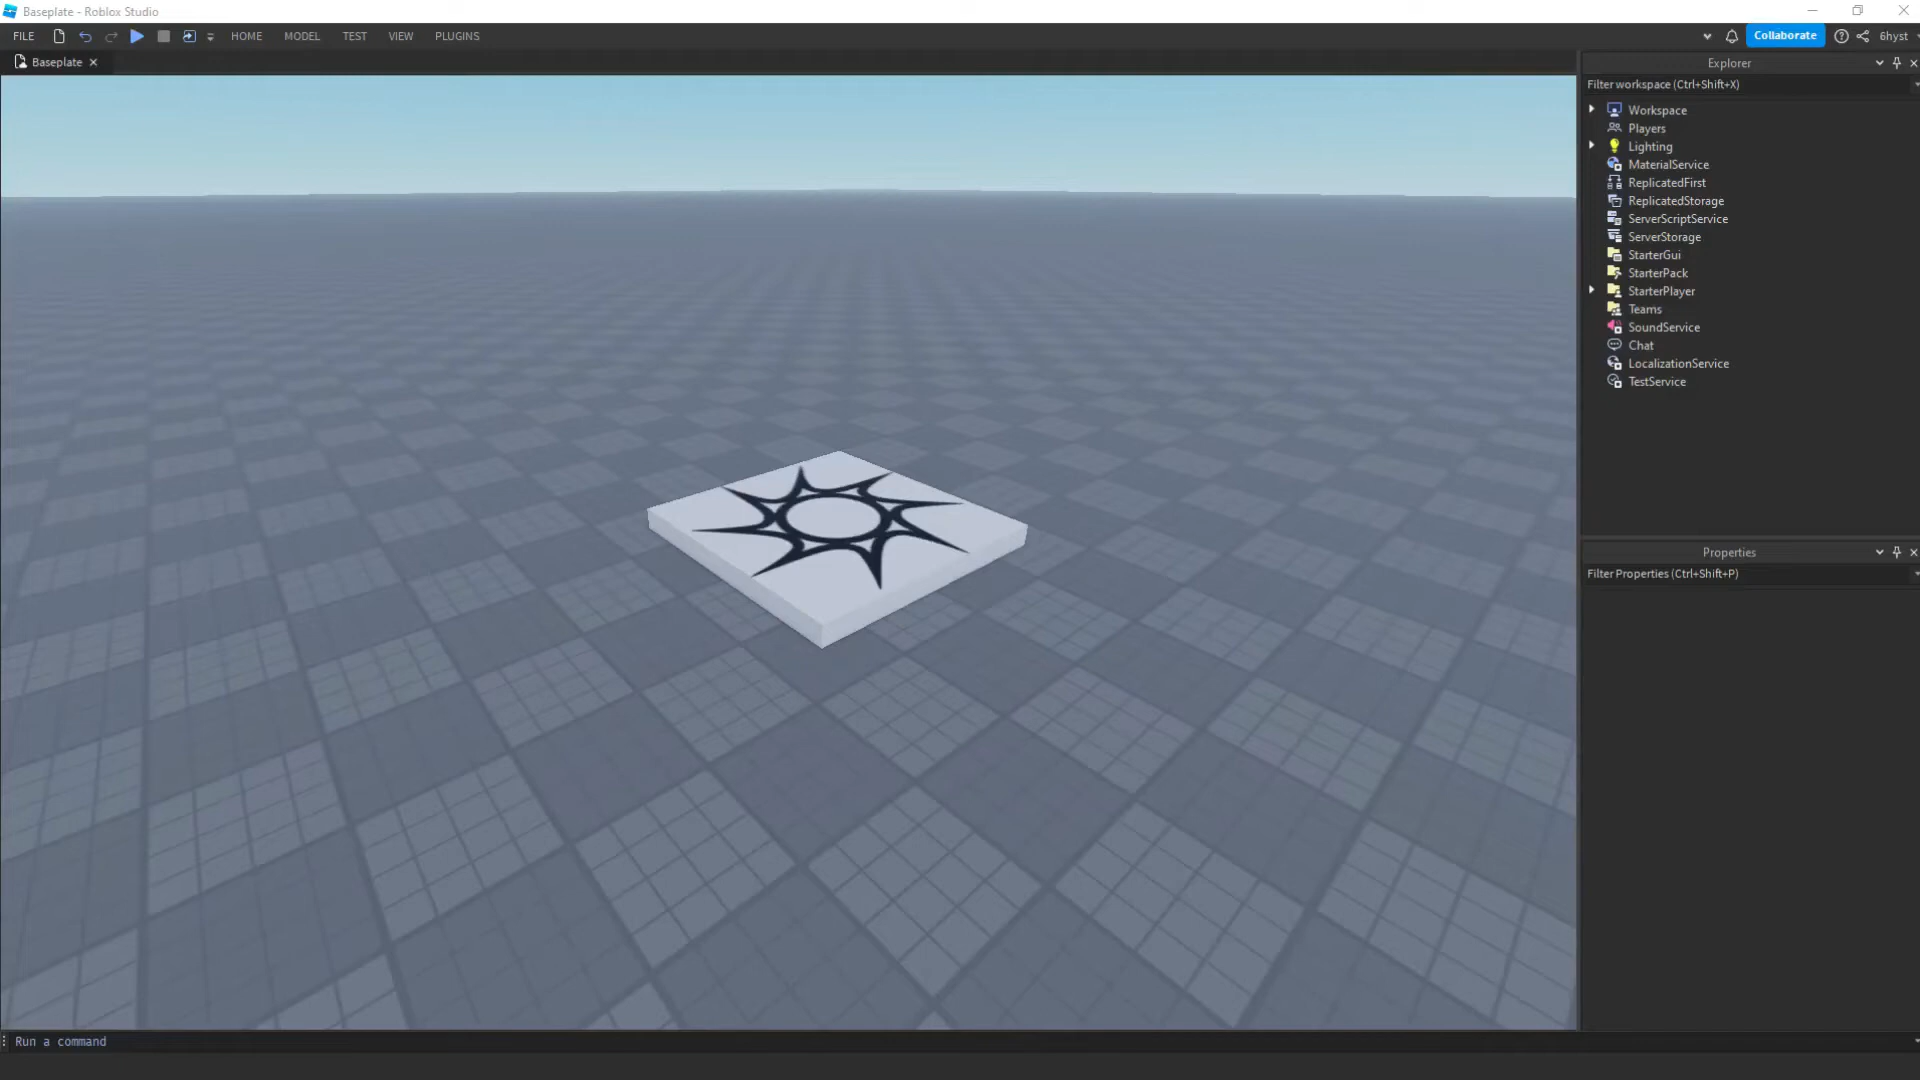 Baseplate - Roblox Studio
FILE HOME MODEL TEST VIEW PLUGINS Collaborate 6hyst
Baseplate
Explorer
Filter workspace (Ctrl+Shift+X)
Workspace
Players
Lighting
MaterialService
ReplicatedFirst
ReplicatedStorage
ServerScriptService
ServerStorage
StarterGui
StarterPack
StarterPlayer
Teams
SoundService
Chat
LocalizationService
TestService
Properties
Filter Properties (Ctrl+Shift+P)
Run a command